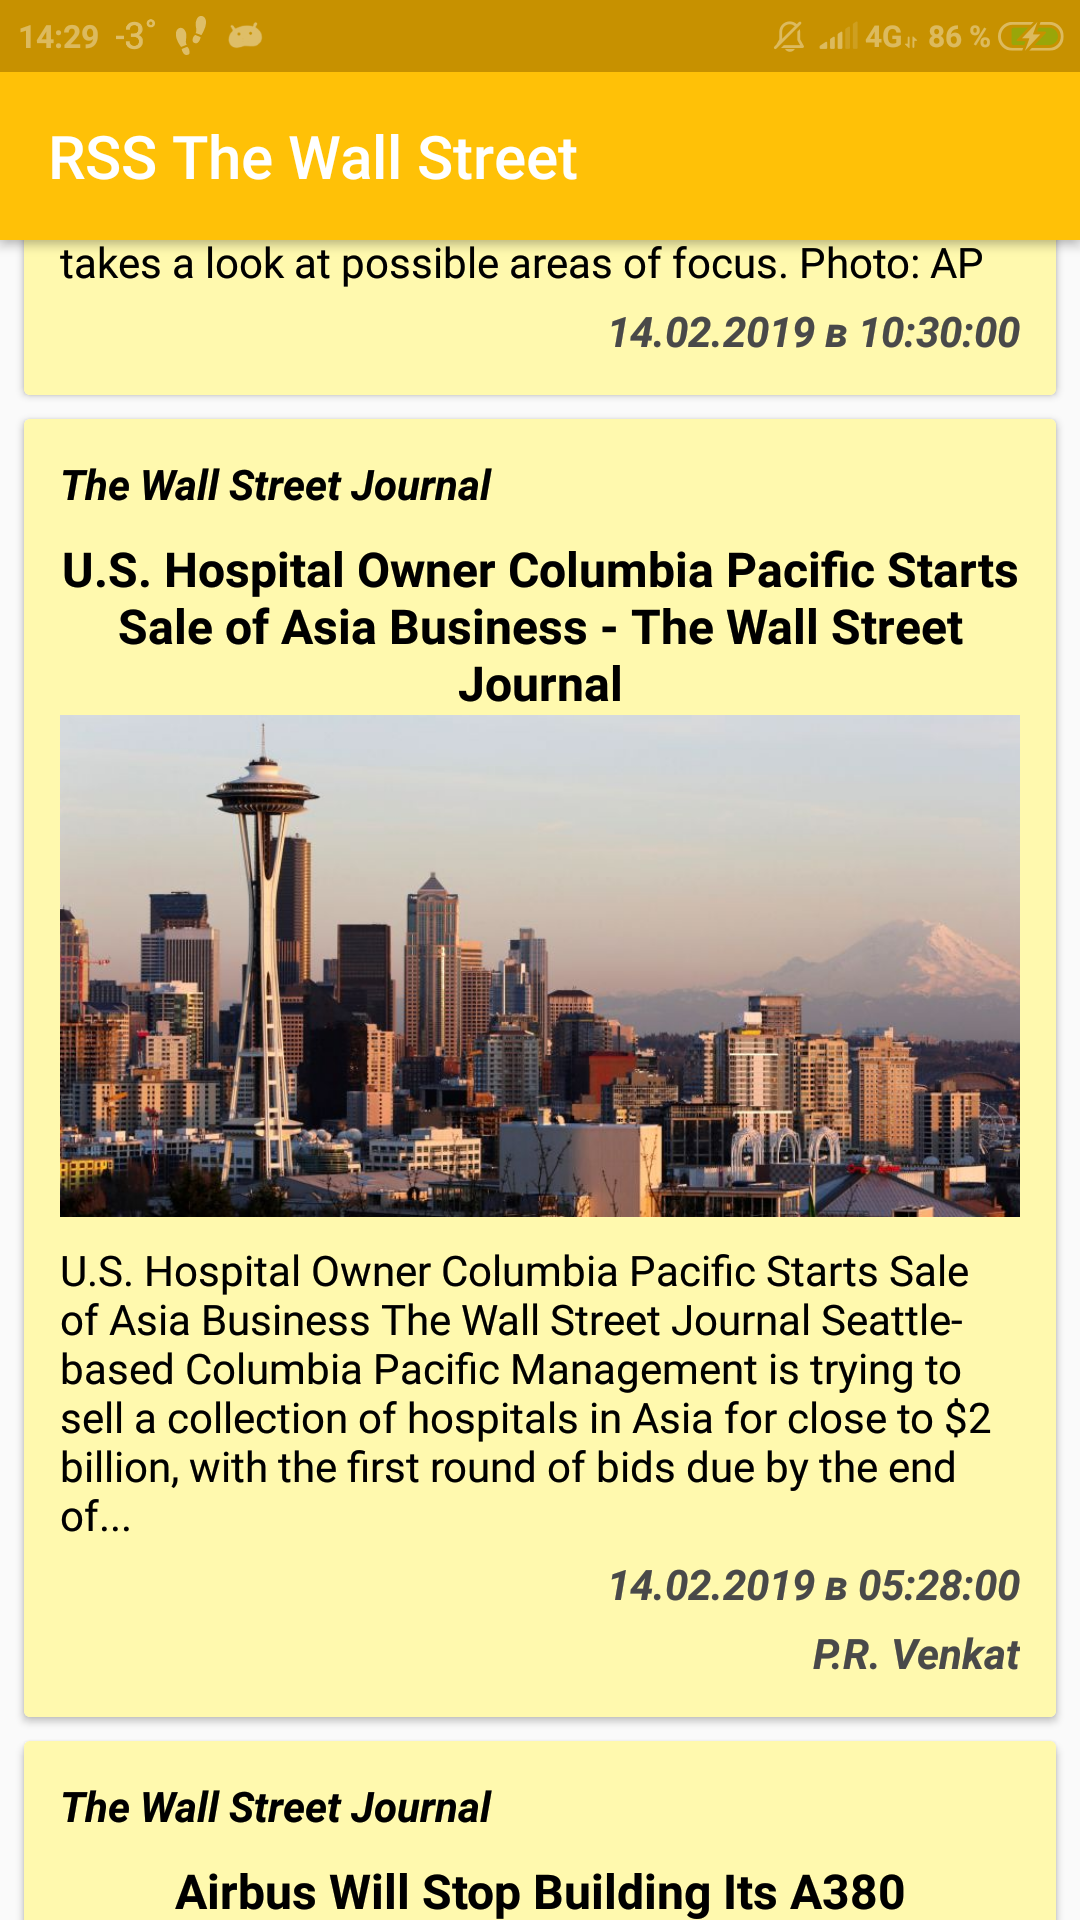 14:29 -3° 4G 86 %
RSS The Wall Street
takes a look at possible areas of focus. Photo: AP
14.02.2019 в 10:30:00
The Wall Street Journal
U.S. Hospital Owner Columbia Pacific Starts
Sale of Asia Business - The Wall Street
Journal
U.S. Hospital Owner Columbia Pacific Starts Sale
of Asia Business The Wall Street Journal Seattle-
based Columbia Pacific Management is trying to
sell a collection of hospitals in Asia for close to $2
billion, with the first round of bids due by the end
of...
14.02.2019 в 05:28:00
P.R. Venkat
The Wall Street Journal
Airbus Will Stop Building Its A380